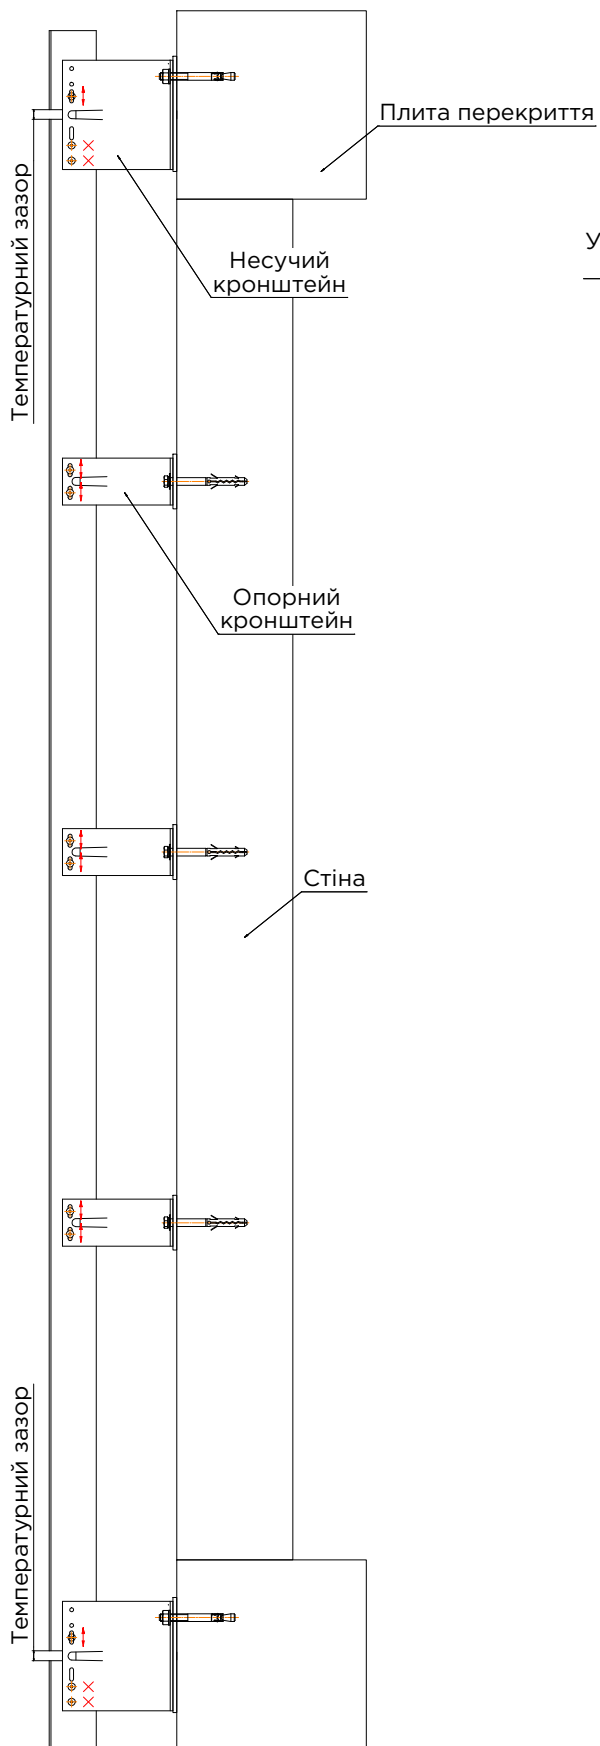 Плита перекриття
Температурний зазор
У
Несучий
кронштейн
Опорний
кронштейн
Стіна
Температурний зазор